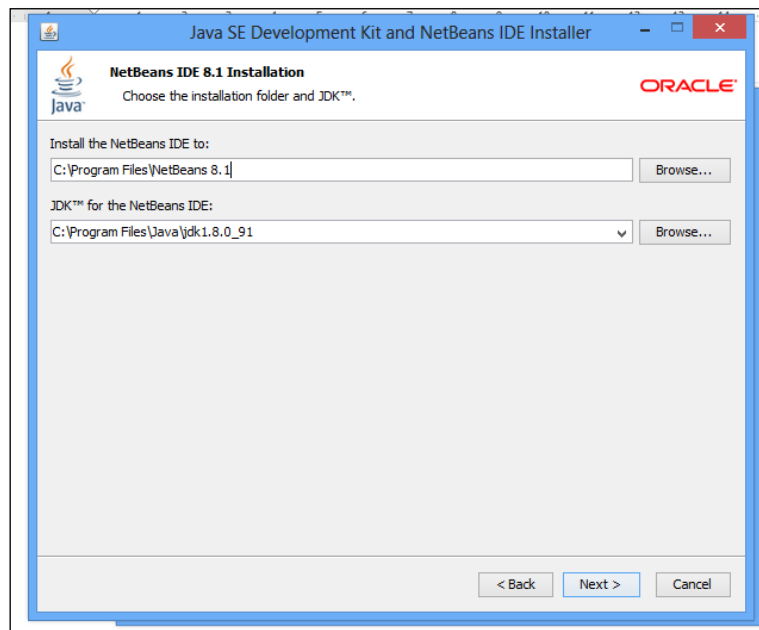 Java SE Development Kit and NetBeans IDE Installer
NetBeans IDE 8.1 Installation
Choose the installation folder and JDK™.
Java™
ORACLE®
Install the NetBeans IDE to:
C:\Program Files\NetBeans 8.1
Browse...
JDK™ for the NetBeans IDE:
C:\Program Files\Java\jdk1.8.0_91
Browse...
< Back
Next >
Cancel